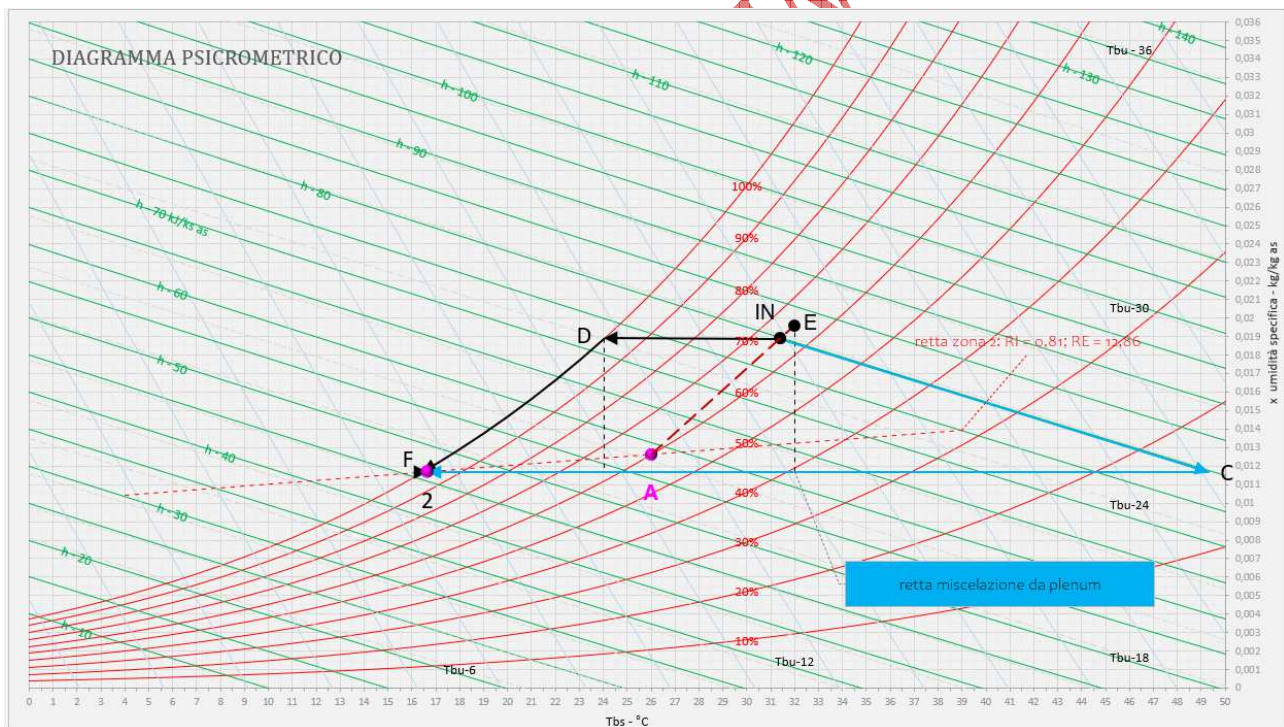 DIAGRAMMA PSICROMETRICO
h - 140
h - 130
h - 120
h - 110
h - 100
h - 90
h - 80
h - 70 kJ/ks as
h - 60
h - 50
h - 40
h - 30
h - 20
h - 10
Tbu - 36
Tbu-30
Tbu-24
Tbu-18
Tbu-12
Tbu-6
100%
90%
80%
70%
60%
50%
40%
30%
20%
10%
IN
E
D
F
2
A
C
retta zona 2: RI = 0,81; RE = 12,86
retta miscelazione da plenum
0,036
0,035
0,034
0,033
0,032
0,031
0,03
0,029
0,028
0,027
0,026
0,024
0,023
0,022
0,021
0,019
0,018
0,017
0,016
0,015
0,014
0,013
0,012
0,011
0,009
0,008
0,007
0,006
0,004
0,003
0,002
0,001
0
x umidità specifica - kg/kg as
0 1 2 3 4 5 6 7 8 9 10 11 12 13 14 15 16 17 18 19 20 21 22 23 24 25 26 27 28 29 30 31 32 33 34 35 36 37 38 39 40 41 42 43 44 45 46 47 48 49 50
Tbs - °C